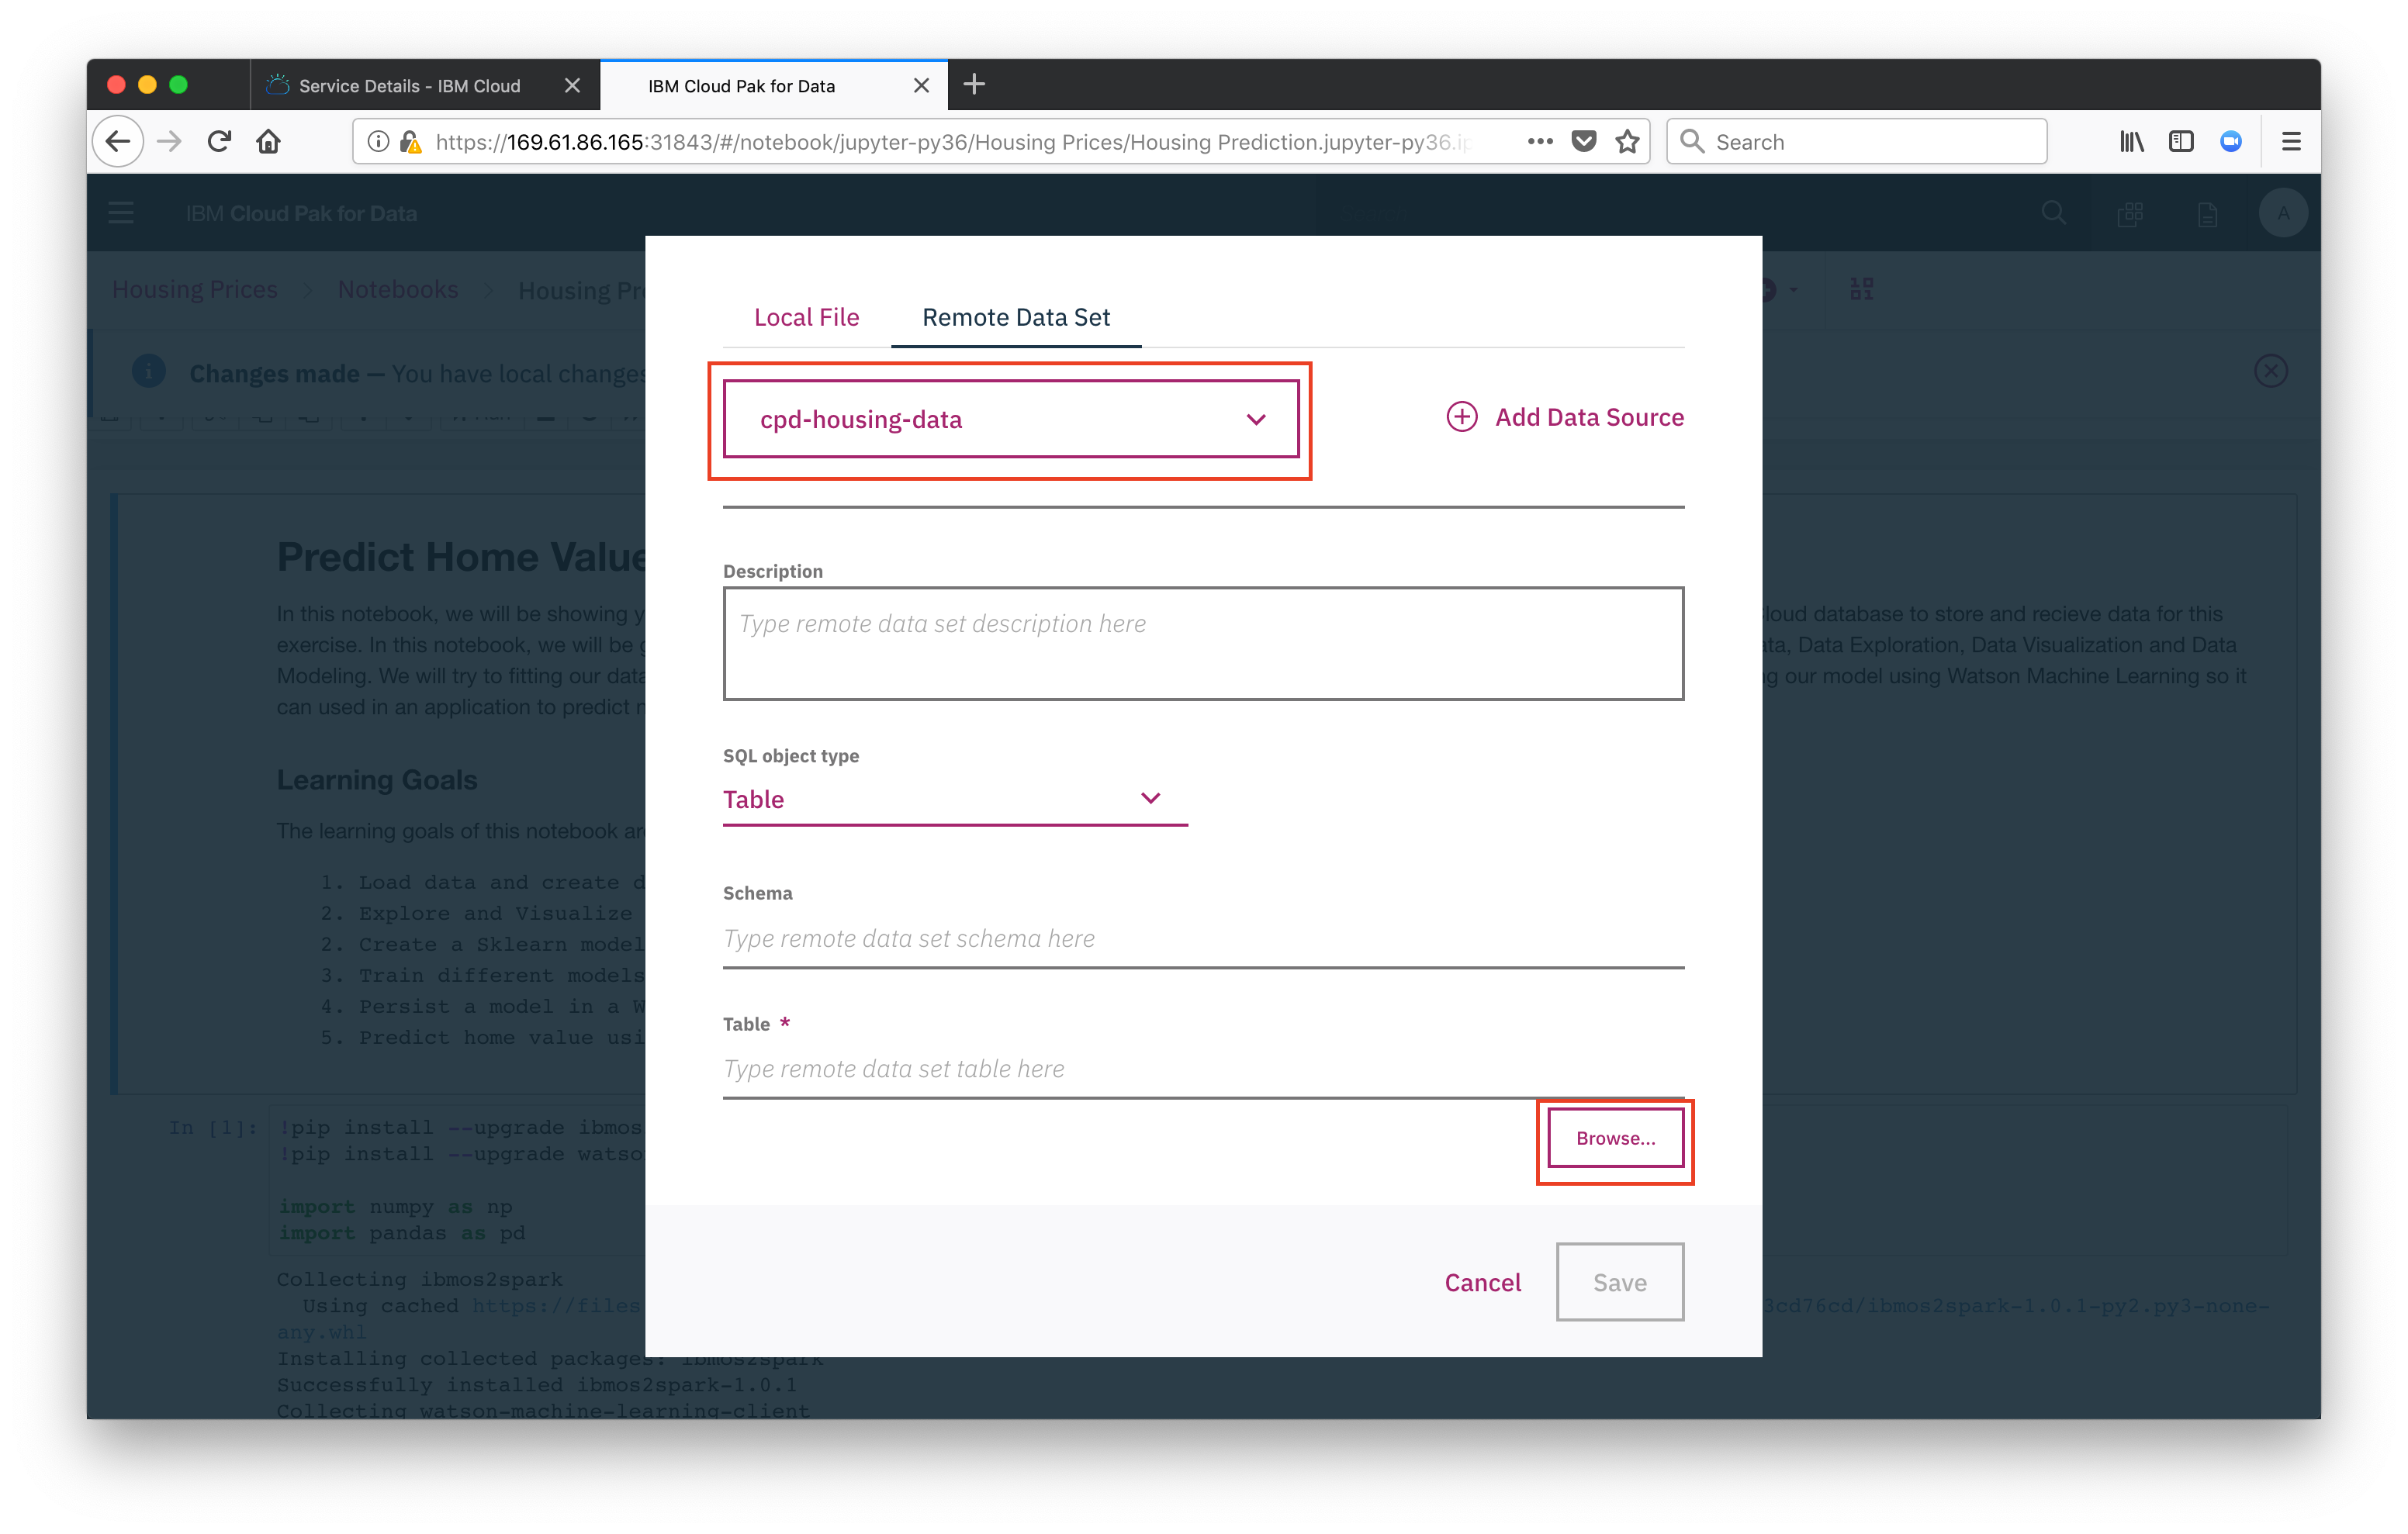 Service Details - IBM Cloud
IBM Cloud Pak for Data
https://169.61.86.165:31843/#/notebook/jupyter-py36/Housing Prices/Housing Prediction.jupyter-py36.ip
Search
IBM Cloud Pak for Data
A
Housing Prices > Notebooks > Housing Pre
Changes made — You have local changes
Local File
Remote Data Set
cpd-housing-data
Add Data Source
Description
Type remote data set description here
SQL object type
Table
Schema
Type remote data set schema here
Table *
Type remote data set table here
Browse...
Cancel
Save
Predict Home Value
In this notebook, we will be showing y
Cloud database to store and recieve data for this
exercise. In this notebook, we will be g
ata, Data Exploration, Data Visualization and Data
Modeling. We will try to fitting our data
g our model using Watson Machine Learning so it
can used in an application to predict n
Learning Goals
The learning goals of this notebook are
1. Load data and create d
2. Explore and Visualize
2. Create a Sklearn model
3. Train different models
4. Persist a model in a W
5. Predict home value usi
In [1]:
!pip install --upgrade ibmos
!pip install --upgrade watso
import numpy as np
import pandas as pd
Collecting ibmos2spark
Using cached https://files
3cd76cd/ibmos2spark-1.0.1-py2.py3-none-
any.whl
Installing collected packages: ibmos2spark
Successfully installed ibmos2spark-1.0.1
Collecting watson-machine-learning-client